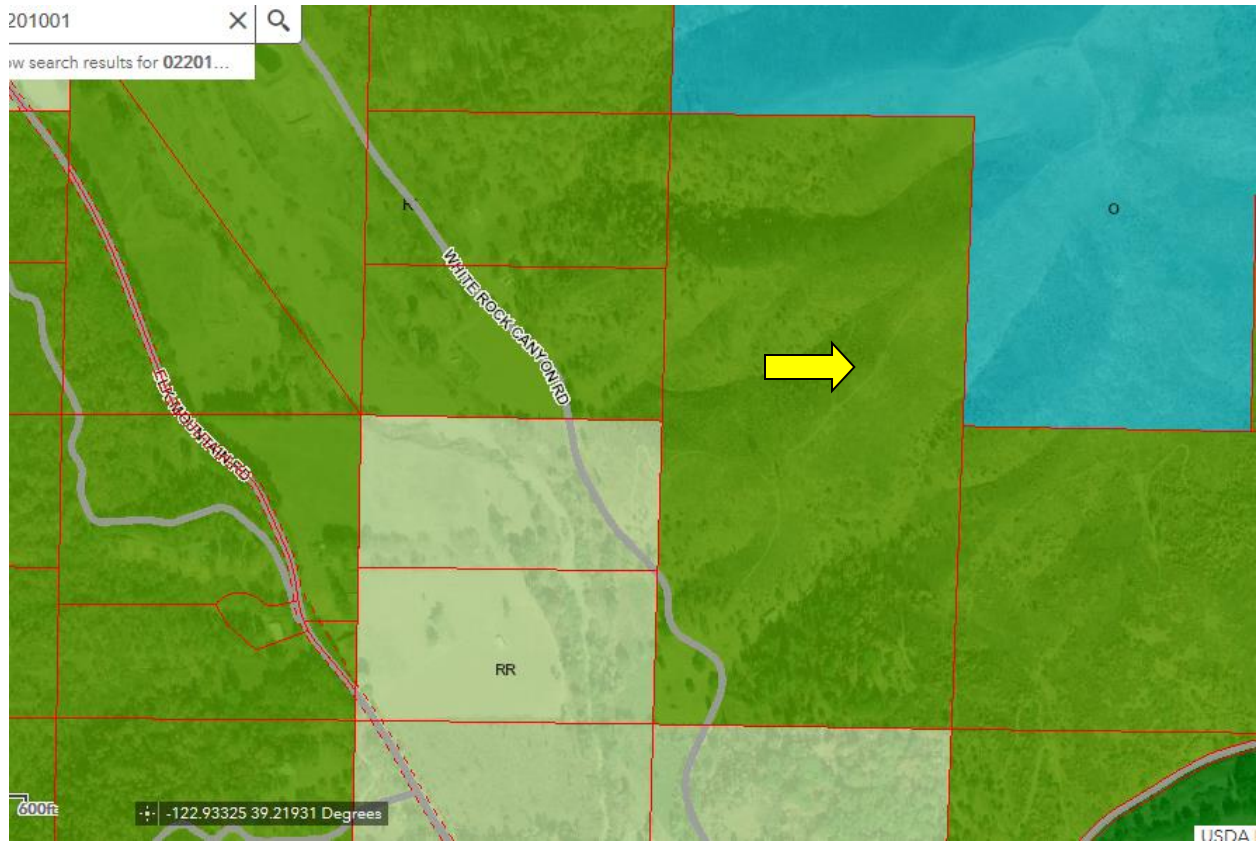 201001
ow search results for 02201...
O
WHITE ROCK CANYON RD
ELK MOUNTAIN RD
RR
600ft
-122.93325 39.21931 Degrees
USDA